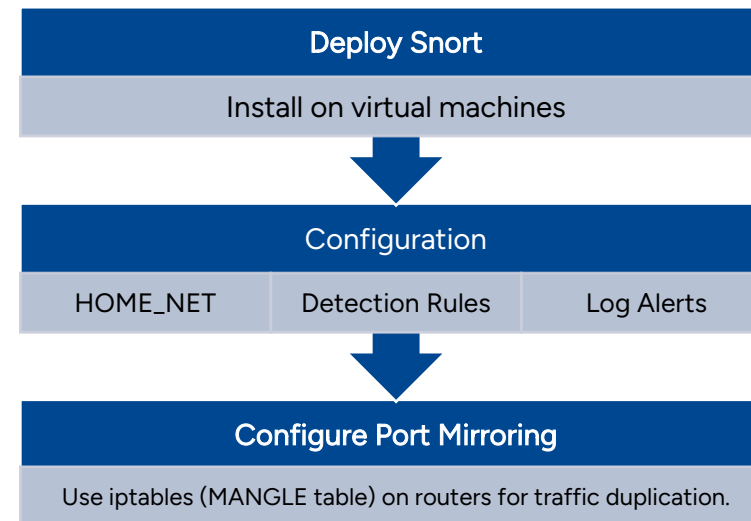 Deploy Snort
Install on virtual machines
Configuration
HOME_NET
Detection Rules
Log Alerts
Configure Port Mirroring
Use iptables (MANGLE table) on routers for traffic duplication.